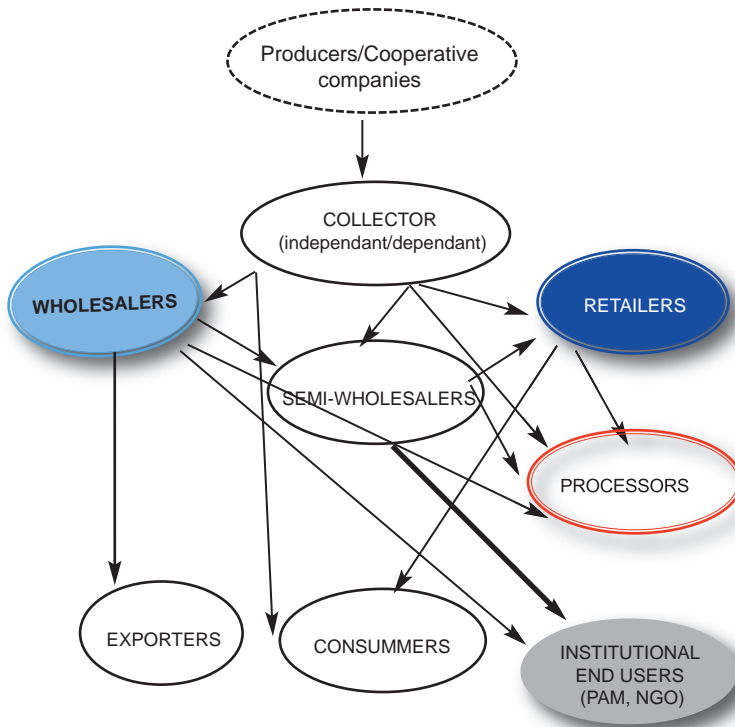 Producers/Cooperative
companies
COLLECTOR
(independant/dependant)
WHOLESALERS
RETAILERS
SEMI-WHOLESALERS
PROCESSORS
EXPORTERS
CONSUMMERS
INSTITUTIONAL
END USERS
(PAM, NGO)